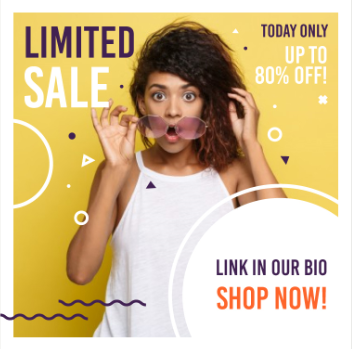 LIMITED
SALE
TODAY ONLY
UP TO
80% OFF!
LINK IN OUR BIO
SHOP NOW!